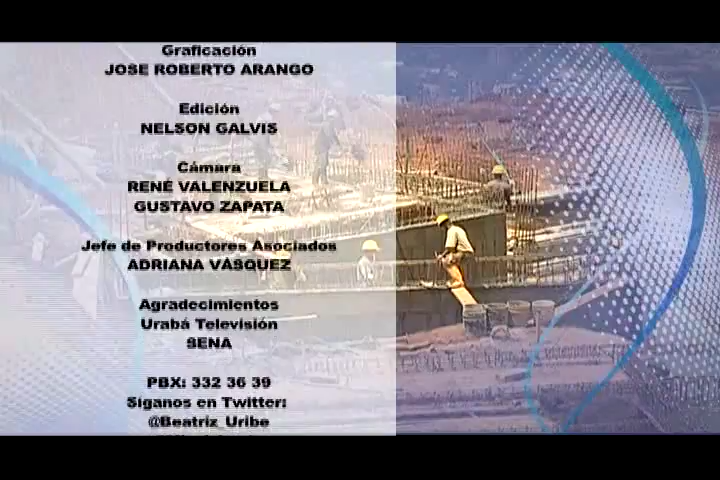 Graficación
JOSE ROBERTO ARANGO
Edición
NELSON GALVIS
Cámara
RENÉ VALENZUELA
GUSTAVO ZAPATA
Jefe de Productores Asociados
ADRIANA VÁSQUEZ
Agradecimientos
Urabá Televisión
SENA
PBX: 332 36 39
Síganos en Twitter:
@Beatriz_Uribe